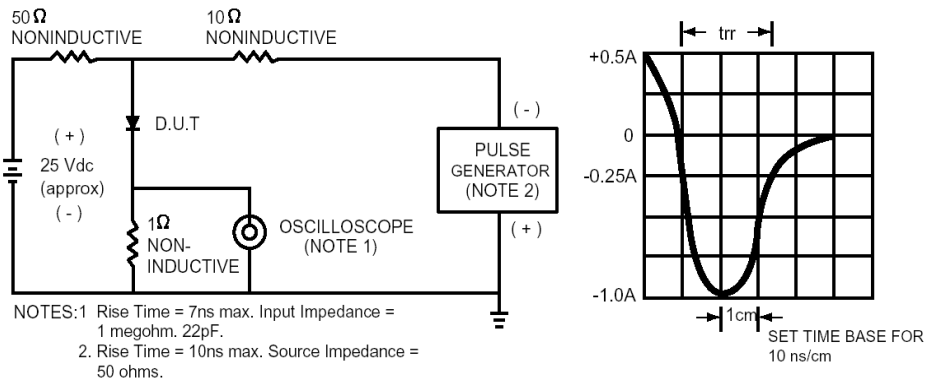 50Ω
NONINDUCTIVE
10Ω
NONINDUCTIVE
trr
+0.5A
0
-0.25A
-1.0A
1cm
SET TIME BASE FOR
10 ns/cm
D.U.T
( + )
25 Vdc
(approx)
( - )
( - )
PULSE
GENERATOR
(NOTE 2)
( + )
1Ω
NON-
INDUCTIVE
OSCILLOSCOPE
(NOTE 1)
NOTES:1 Rise Time = 7ns max. Input Impedance =
1 megohm. 22pF.
2. Rise Time = 10ns max. Source Impedance =
50 ohms.